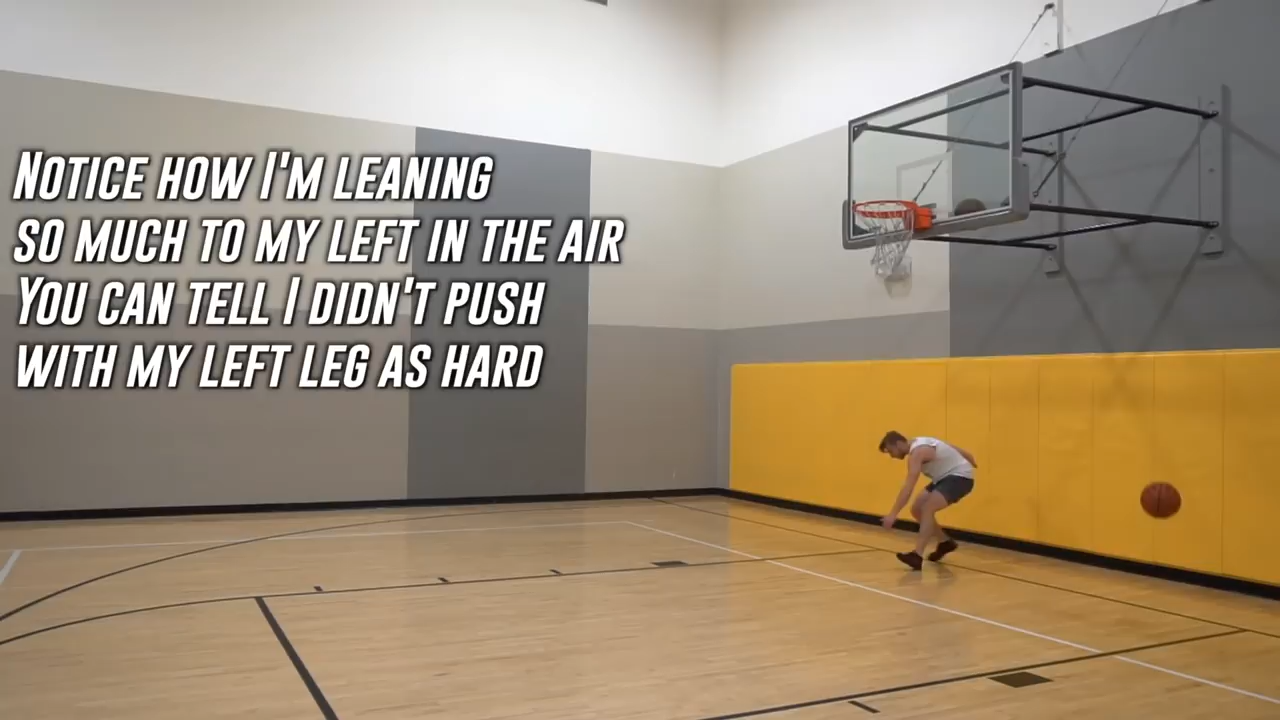 Notice how I'm leaning
so much to my left in the air
You can tell I didn't push
with my left leg as hard